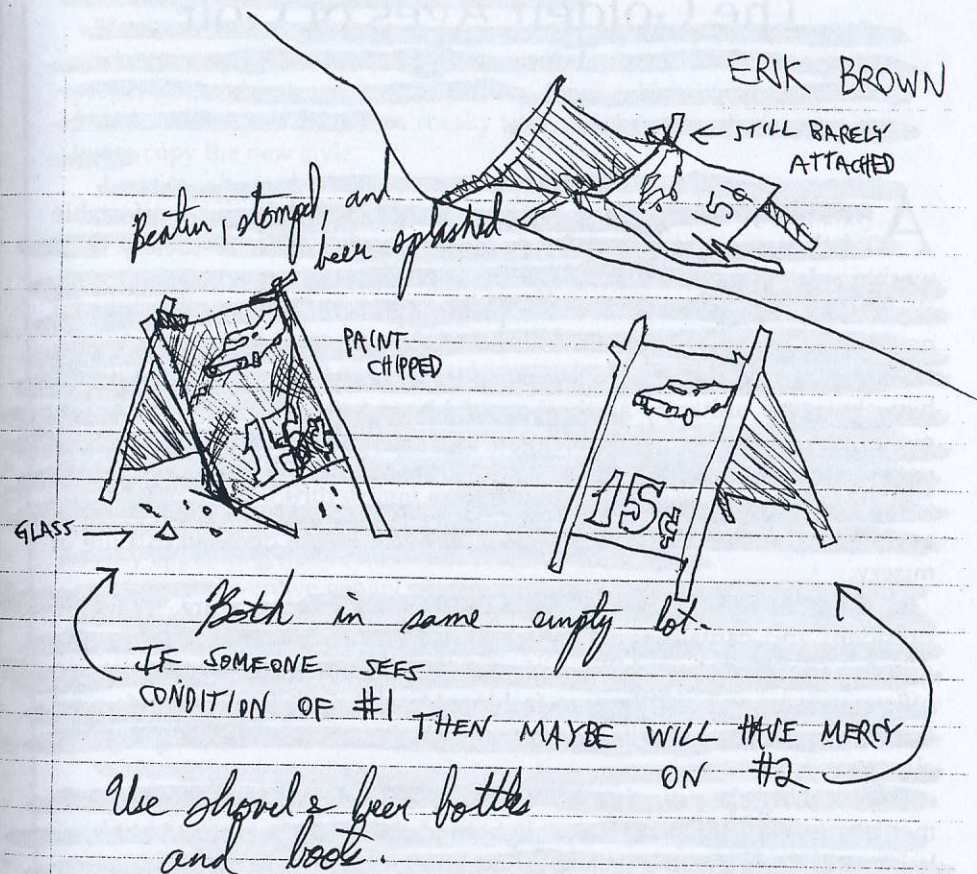 ERIK BROWN
← STILL BARELY
ATTACHED
5¢
Beaten, stomped, and
beer splashed
PAINT
CHIPPED
15¢
15¢
GLASS →
Both in same empty lot.
IF SOMEONE SEES
CONDITION OF #1
THEN MAYBE WILL HAVE MERCY
ON #2
Use shovel & beer bottles
and boots.